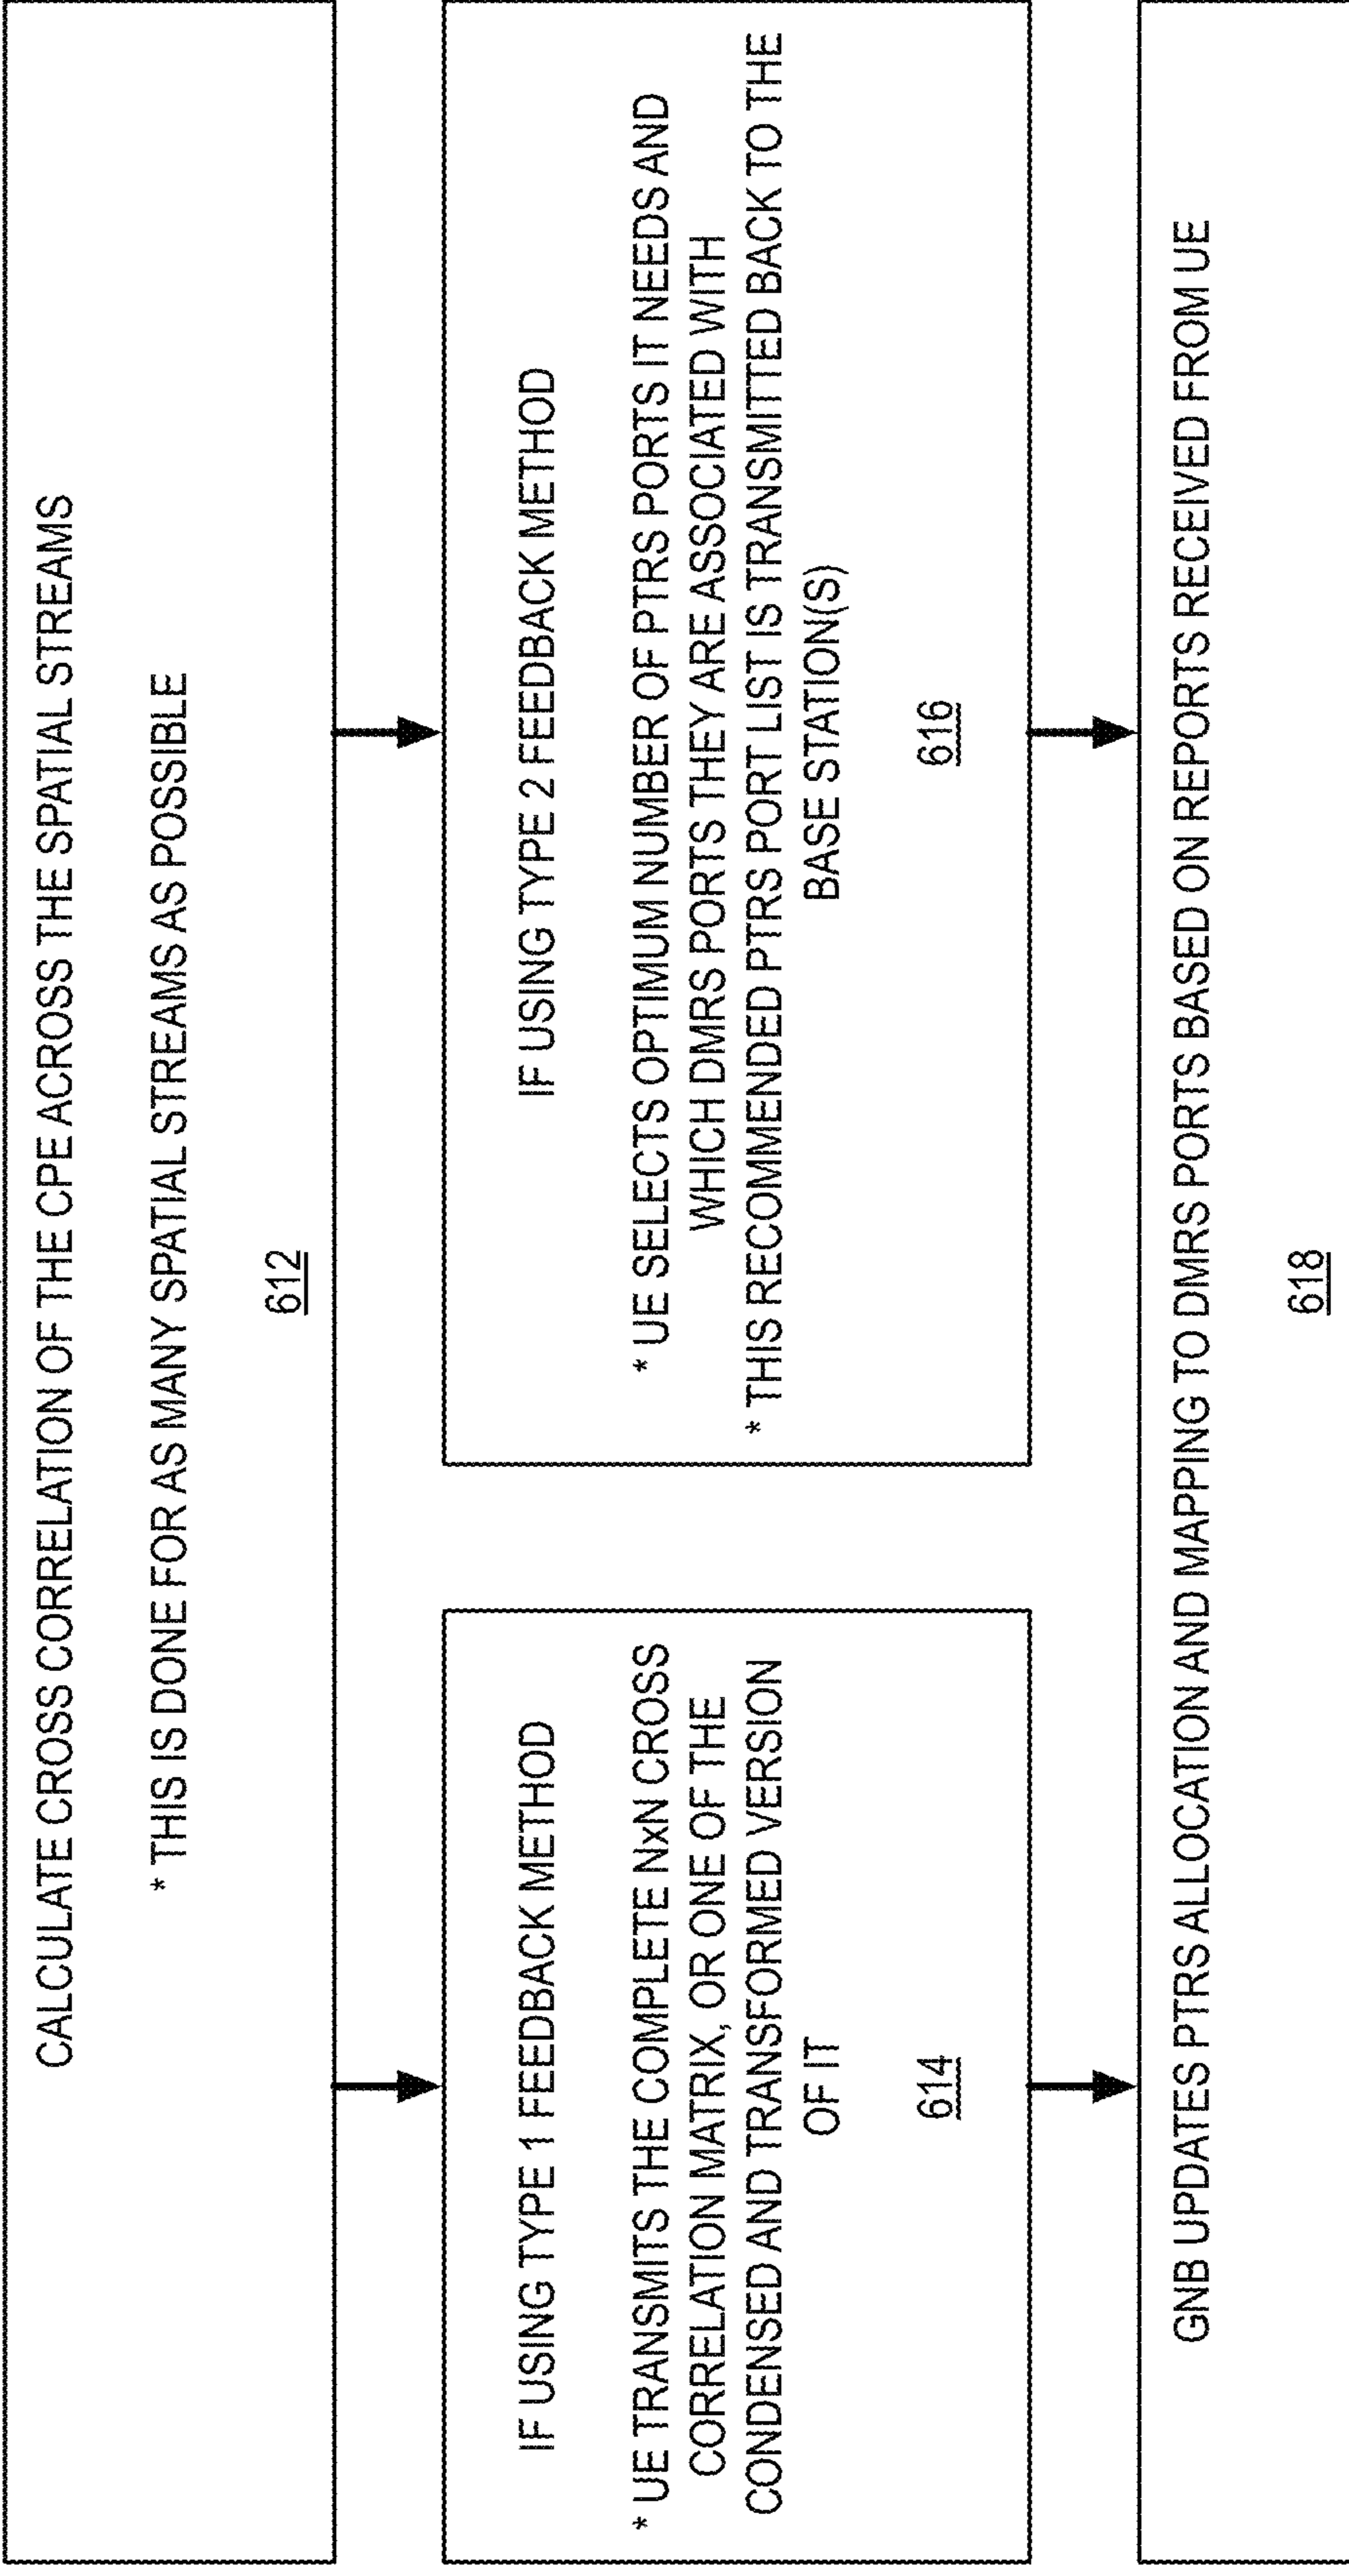 CALCULATE CROSS CORRELATION OF THE CPE ACROSS THE SPATIAL STREAMS
* THIS IS DONE FOR AS MANY SPATIAL STREAMS AS POSSIBLE
612
IF USING TYPE 1 FEEDBACK METHOD
* UE TRANSMITS THE COMPLETE NxN CROSS
CORRELATION MATRIX, OR ONE OF THE
CONDENSED AND TRANSFORMED VERSION
OF IT
614
IF USING TYPE 2 FEEDBACK METHOD
* UE SELECTS OPTIMUM NUMBER OF PTRS PORTS IT NEEDS AND
WHICH DMRS PORTS THEY ARE ASSOCIATED WITH
* THIS RECOMMENDED PTRS PORT LIST IS TRANSMITTED BACK TO THE
BASE STATION(S)
616
GNB UPDATES PTRS ALLOCATION AND MAPPING TO DMRS PORTS BASED ON REPORTS RECEIVED FROM UE
618